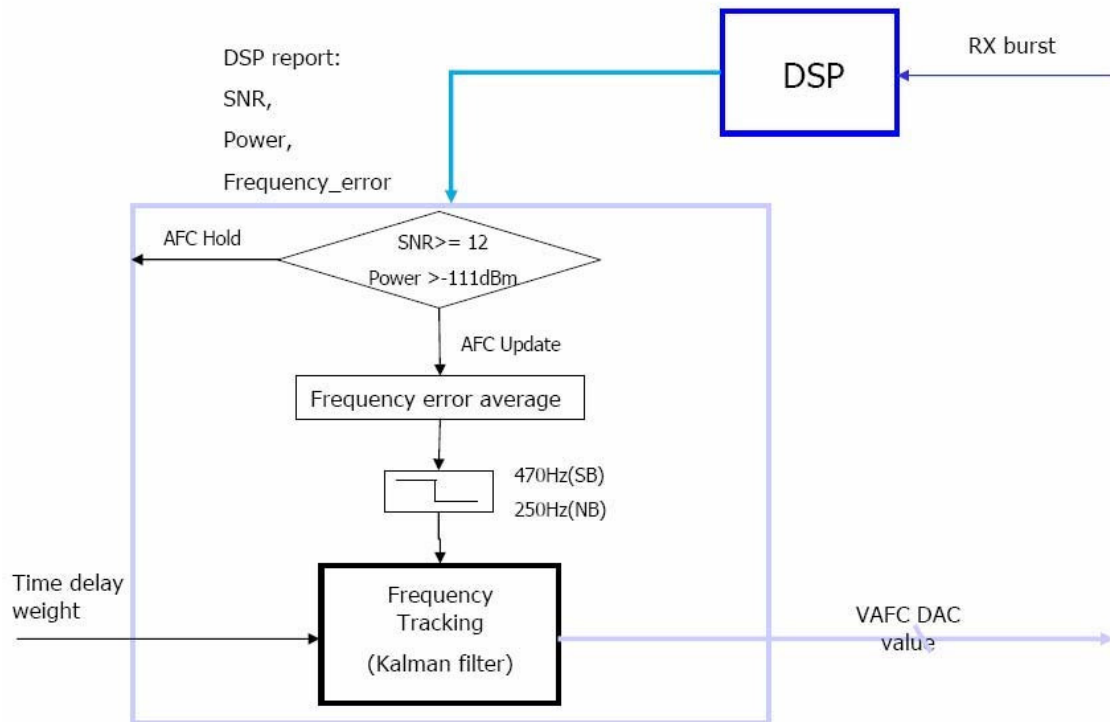 DSP report:
SNR,
Power,
Frequency_error
DSP
RX burst
AFC Hold
SNR>= 12
Power >-111dBm
AFC Update
Frequency error average
470Hz(SB)
250Hz(NB)
Time delay
weight
Frequency
Tracking
(Kalman filter)
VAFC DAC
value